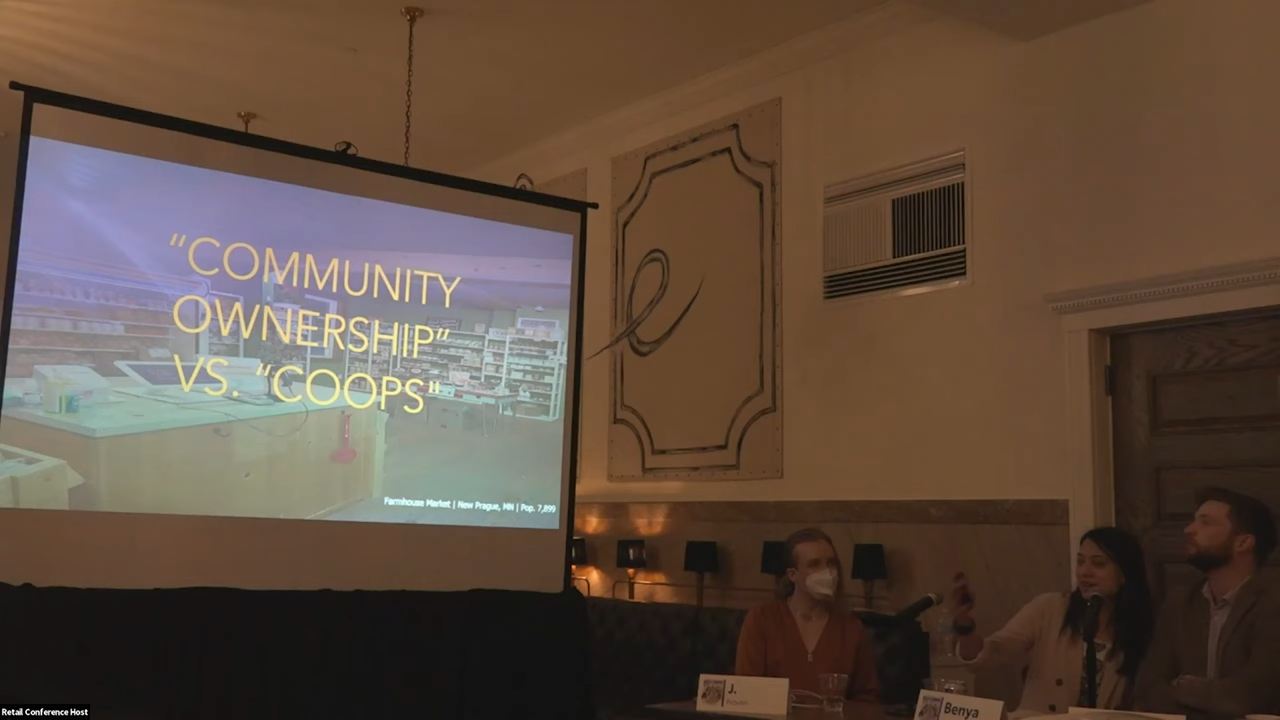 “COMMUNITY
OWNERSHIP”
VS. “COOPS”
Farmhouse Market | New Prague, MN | Pop. 7,899
J.
Benya
Retail Conference Host